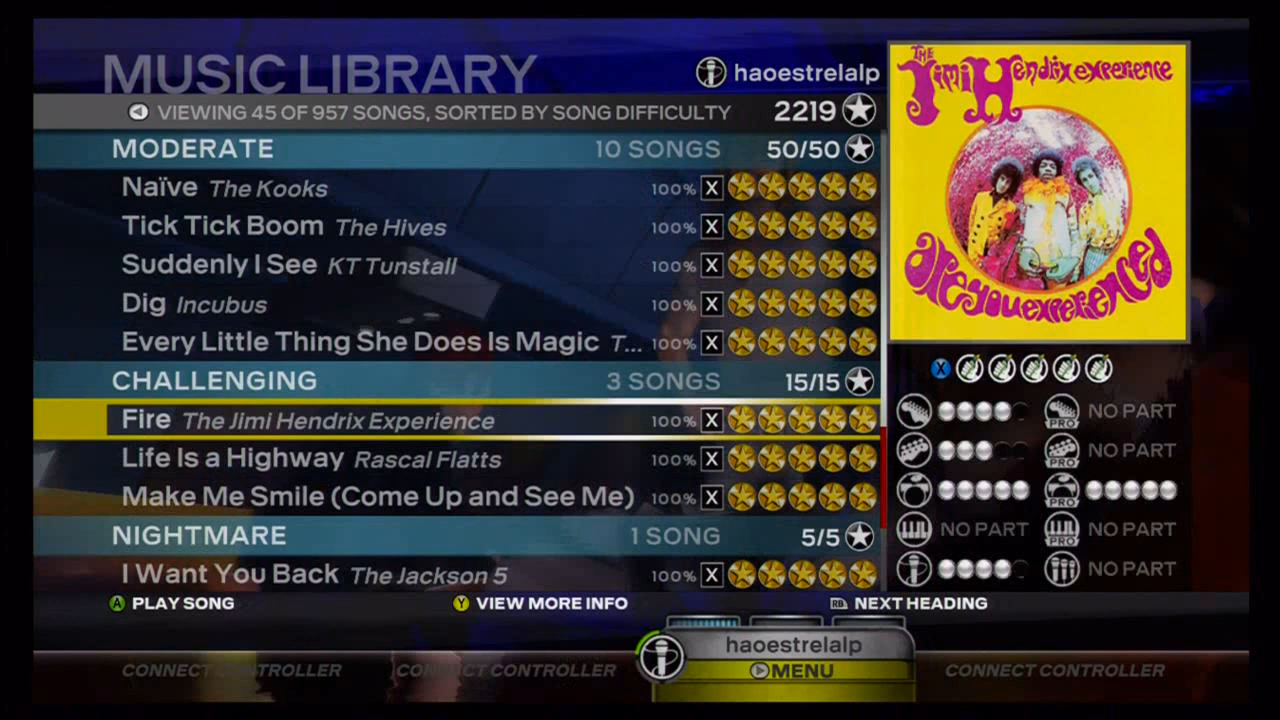 MUSIC LIBRARY
haoestrelalp
VIEWING 45 OF 957 SONGS, SORTED BY SONG DIFFICULTY 2219
MODERATE 10 SONGS 50/50
Naïve The Kooks 100% X
Tick Tick Boom The Hives 100% X
Suddenly I See KT Tunstall 100% X
Dig Incubus 100% X
Every Little Thing She Does Is Magic T... 100% X
CHALLENGING 3 SONGS 15/15
Fire The Jimi Hendrix Experience 100% X
Life Is a Highway Rascal Flatts 100% X
Make Me Smile (Come Up and See Me) 100% X
NIGHTMARE 1 SONG 5/5
I Want You Back The Jackson 5 100% X
A PLAY SONG
Y VIEW MORE INFO
RB NEXT HEADING
THE
Jimi Hendrix experience
are you experienced
X
PRO NO PART
PRO NO PART
PRO
NO PART PRO NO PART
NO PART
CONNECT CONTROLLER
CONNECT CONTROLLER
haoestrelalp
MENU
CONNECT CONTROLLER